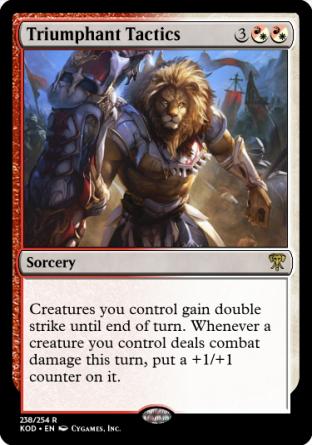 Triumphant Tactics 3
Sorcery
Creatures you control gain double
strike until end of turn. Whenever a
creature you control deals combat
damage this turn, put a +1/+1
counter on it.
238/254 R
KOD • EN Cygames, Inc.